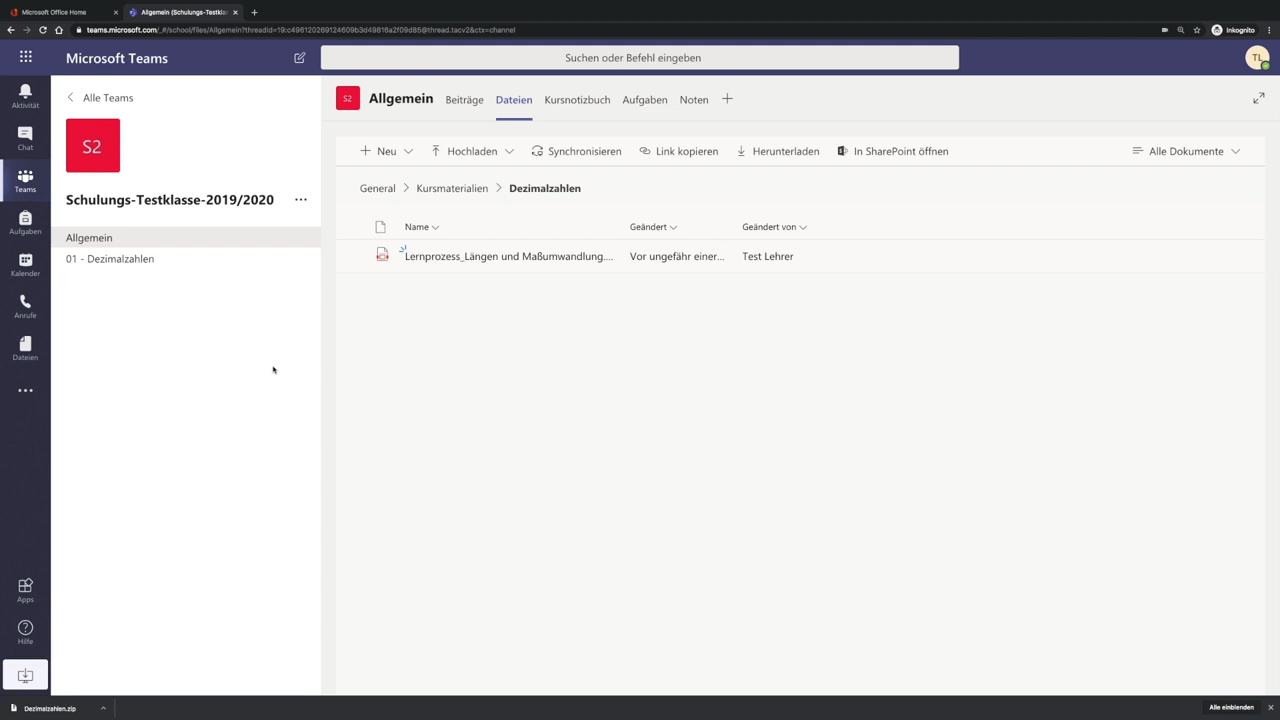 Microsoft Office Home
Allgemein (Schulungs-Testkla
teams.microsoft.com/_#/school/files/Allgemein?threadId=19:c496120269124609b3d49816a2f09d85@thread.tacv2&ctx=channel
Inkognito
Microsoft Teams
Suchen oder Befehl eingeben
TL
Aktivität
Chat
Teams
Aufgaben
Kalender
Anrufe
Dateien
Apps
Hilfe
Alle Teams
S2
Schulungs-Testklasse-2019/2020
Allgemein
01 - Dezimalzahlen
S2 Allgemein Beiträge Dateien Kursnotizbuch Aufgaben Noten
Neu Hochladen Synchronisieren Link kopieren Herunterladen In SharePoint öffnen Alle Dokumente
General > Kursmaterialien > Dezimalzahlen
Name Geändert Geändert von
Lernprozess_Längen und Maßumwandlung.... Vor ungefähr einer... Test Lehrer
Dezimalzahlen.zip
Alle einblenden